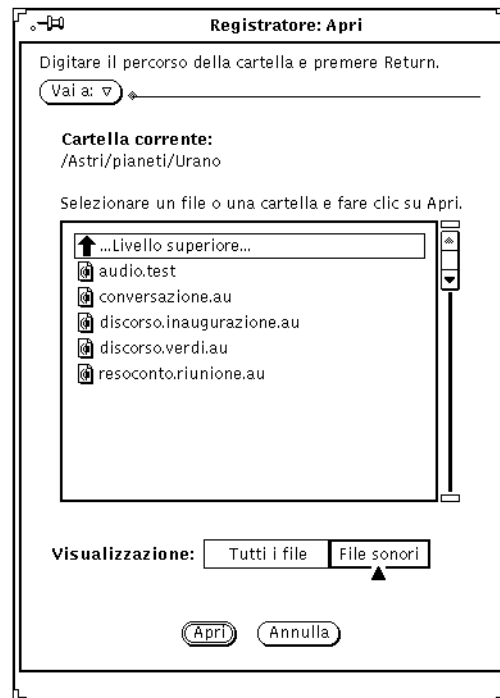 Registratore: Apri
Digitare il percorso della cartella e premere Return.
Vai a:
Cartella corrente:
/Astri/pianeti/Urano
Selezionare un file o una cartella e fare clic su Apri.
...Livello superiore...
audio.test
conversazione.au
discorso.inaugurazione.au
discorso.verdi.au
resoconto.riunione.au
Visualizzazione: Tutti i file File sonori
Apri Annulla